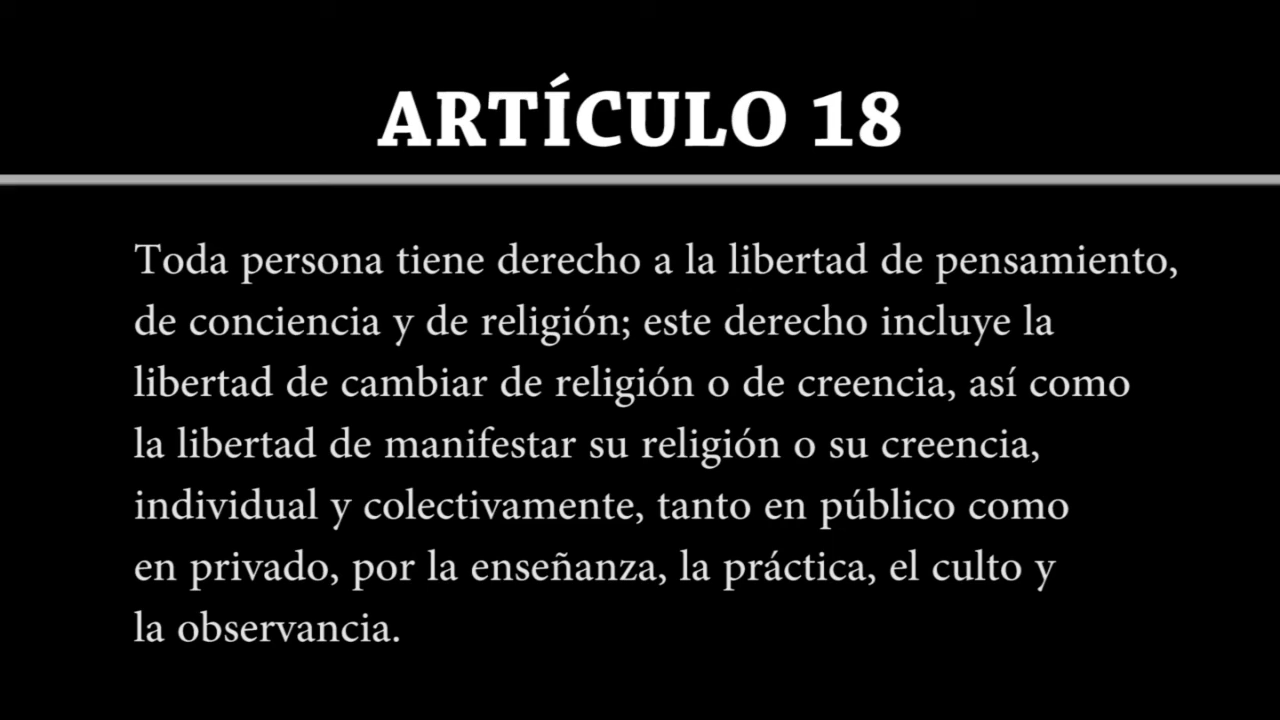 ARTÍCULO 18
Toda persona tiene derecho a la libertad de pensamiento,
de conciencia y de religión; este derecho incluye la
libertad de cambiar de religión o de creencia, así como
la libertad de manifestar su religión o su creencia,
individual y colectivamente, tanto en público como
en privado, por la enseñanza, la práctica, el culto y
la observancia.